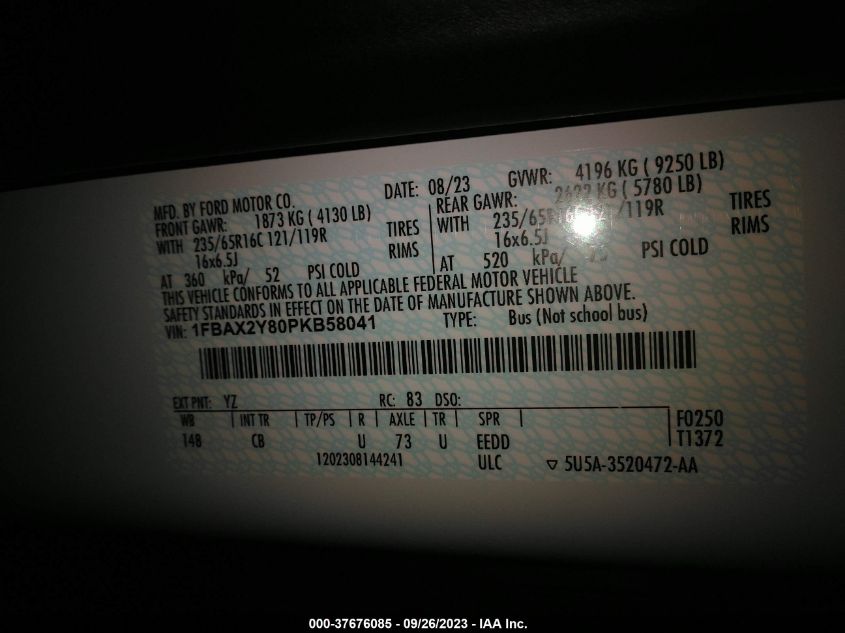 MFD. BY FORD MOTOR CO. DATE: 08/23 GVWR: 4196 KG ( 9250 LB)
FRONT GAWR: 1873 KG ( 4130 LB)
WITH 235/65R16C 121/119R TIRES
16x6.5J RIMS
AT 360 kPa/ 52 PSI COLD
REAR GAWR: KG ( 5780 LB)
WITH /119R TIRES
16x6.5J RIMS
AT 520 kPa/ PSI COLD
THIS VEHICLE CONFORMS TO ALL APPLICABLE FEDERAL MOTOR VEHICLE
SAFETY STANDARDS IN EFFECT ON THE DATE OF MANUFACTURE SHOWN ABOVE.
VIN: 1FBAX2Y80PKB58041 TYPE: Bus (Not school bus)
EXT PNT: YZ RC: 83 DSO:
WB INT TR TP/PS R AXLE TR SPR F0250
148 CB U 73 U EEDD T1372
1202308144241 ULC ▽ 5U5A-3520472-AA
000-37676085 - 09/26/2023 - IAA Inc.